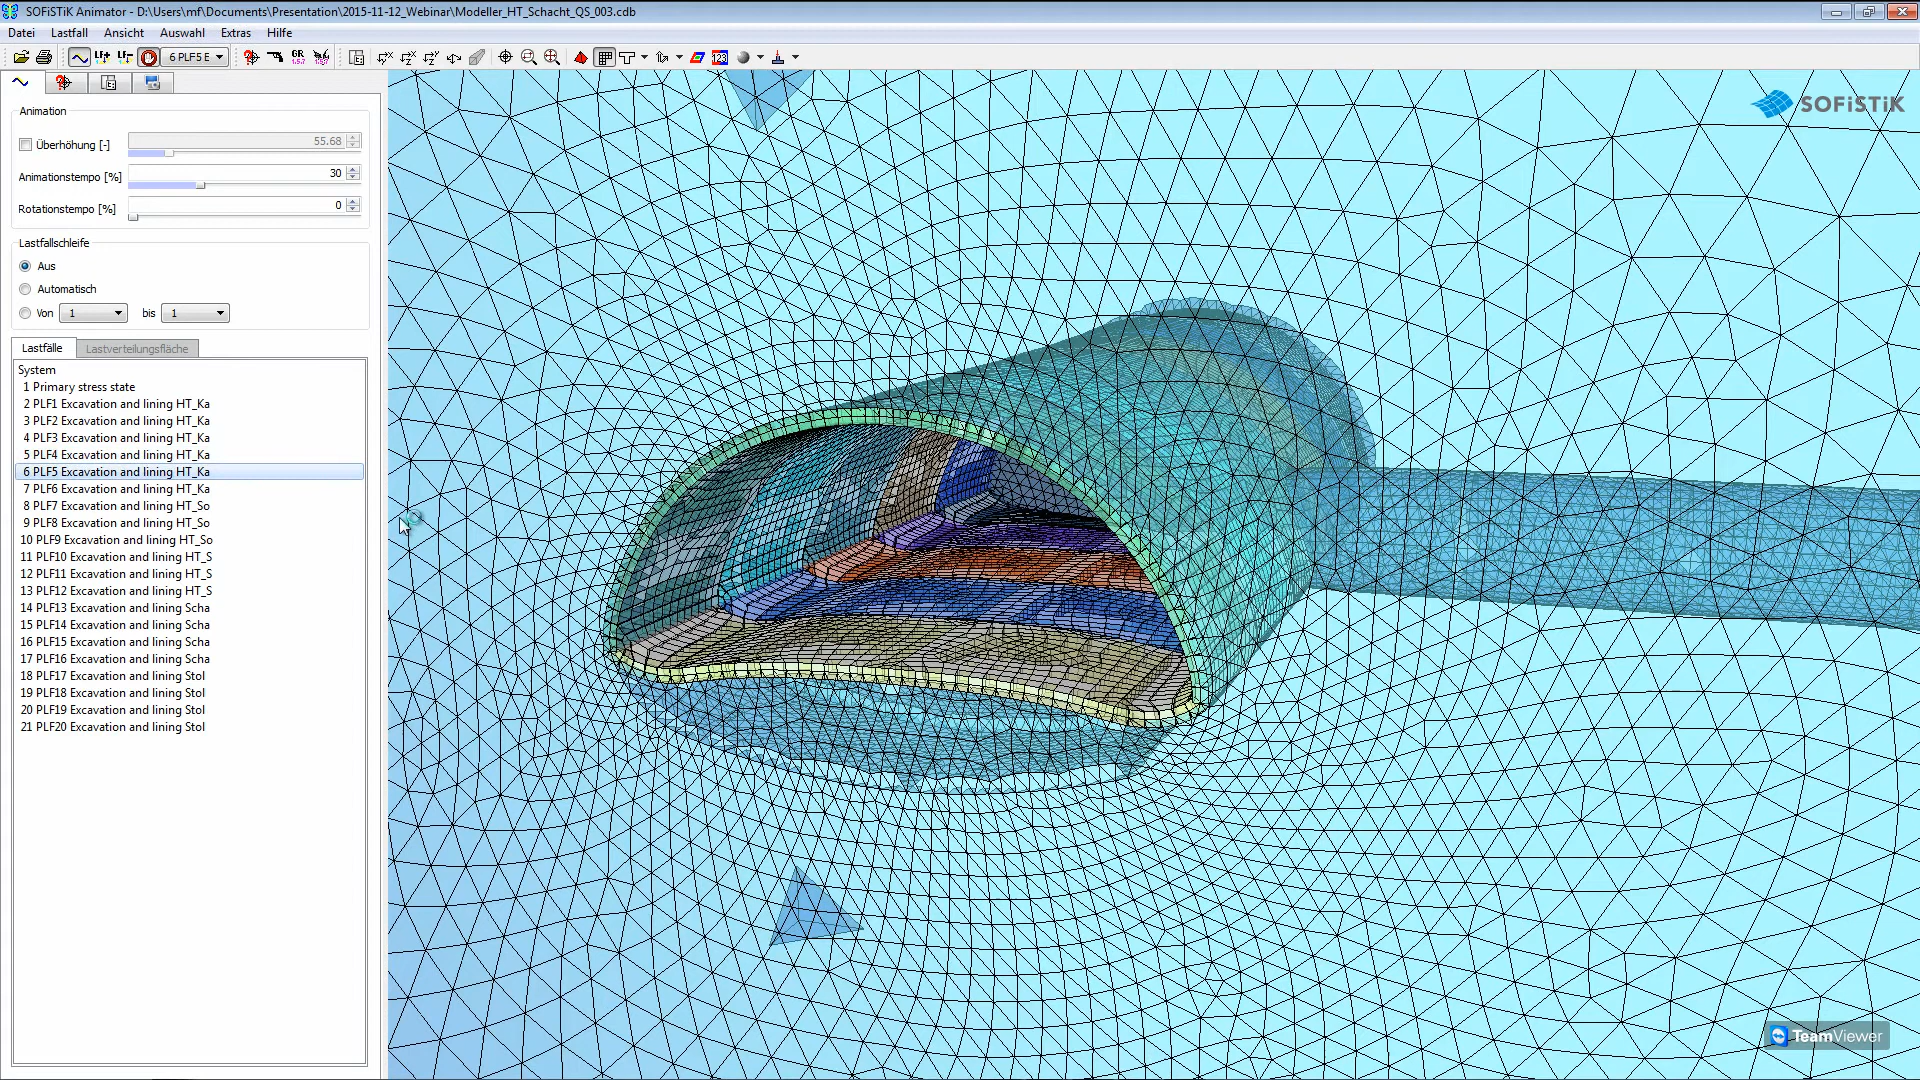 SOFiSTiK Animator - D:\Users\mf\Documents\Presentation\2015-11-12_Webinar\Modeller_HT_Schacht_QS_003.cdb
Datei Lastfall Ansicht Auswahl Extras Hilfe
LF+ LF- 6 PLF5 E GR 123
Animation
Überhöhung [-] 55.68
Animationstempo [%] 30
Rotationstempo [%] 0
Lastfallschleife
Aus
Automatisch
Von 1 bis 1
Lastfälle Lastverteilungsfläche
System
1 Primary stress state
2 PLF1 Excavation and lining HT_Ka
3 PLF2 Excavation and lining HT_Ka
4 PLF3 Excavation and lining HT_Ka
5 PLF4 Excavation and lining HT_Ka
6 PLF5 Excavation and lining HT_Ka
7 PLF6 Excavation and lining HT_Ka
8 PLF7 Excavation and lining HT_So
9 PLF8 Excavation and lining HT_So
10 PLF9 Excavation and lining HT_So
11 PLF10 Excavation and lining HT_S
12 PLF11 Excavation and lining HT_S
13 PLF12 Excavation and lining HT_S
14 PLF13 Excavation and lining Scha
15 PLF14 Excavation and lining Scha
16 PLF15 Excavation and lining Scha
17 PLF16 Excavation and lining Scha
18 PLF17 Excavation and lining Stol
19 PLF18 Excavation and lining Stol
20 PLF19 Excavation and lining Stol
21 PLF20 Excavation and lining Stol
SOFiSTiK
TeamViewer